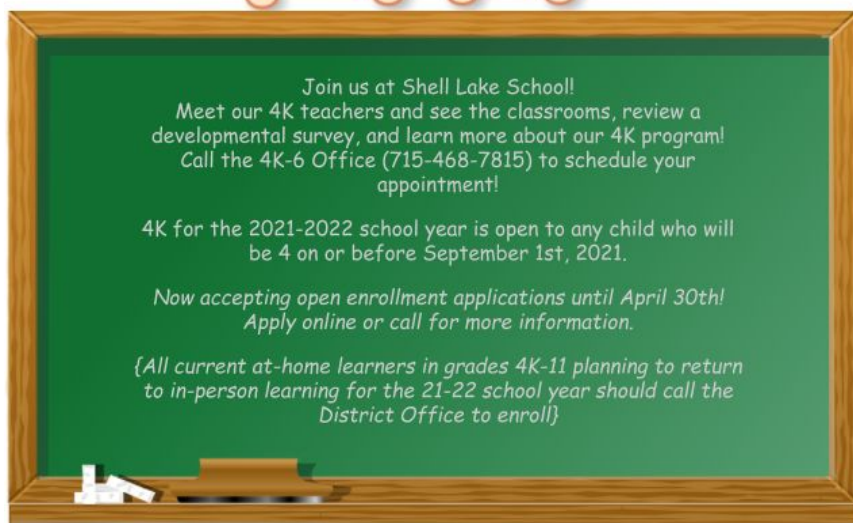 Join us at Shell Lake School!
Meet our 4K teachers and see the classrooms, review a
developmental survey, and learn more about our 4K program!
Call the 4K-6 Office (715-468-7815) to schedule your
appointment!
4K for the 2021-2022 school year is open to any child who will
be 4 on or before September 1st, 2021.
Now accepting open enrollment applications until April 30th!
Apply online or call for more information.
{All current at-home learners in grades 4K-11 planning to return
to in-person learning for the 21-22 school year should call the
District Office to enroll}